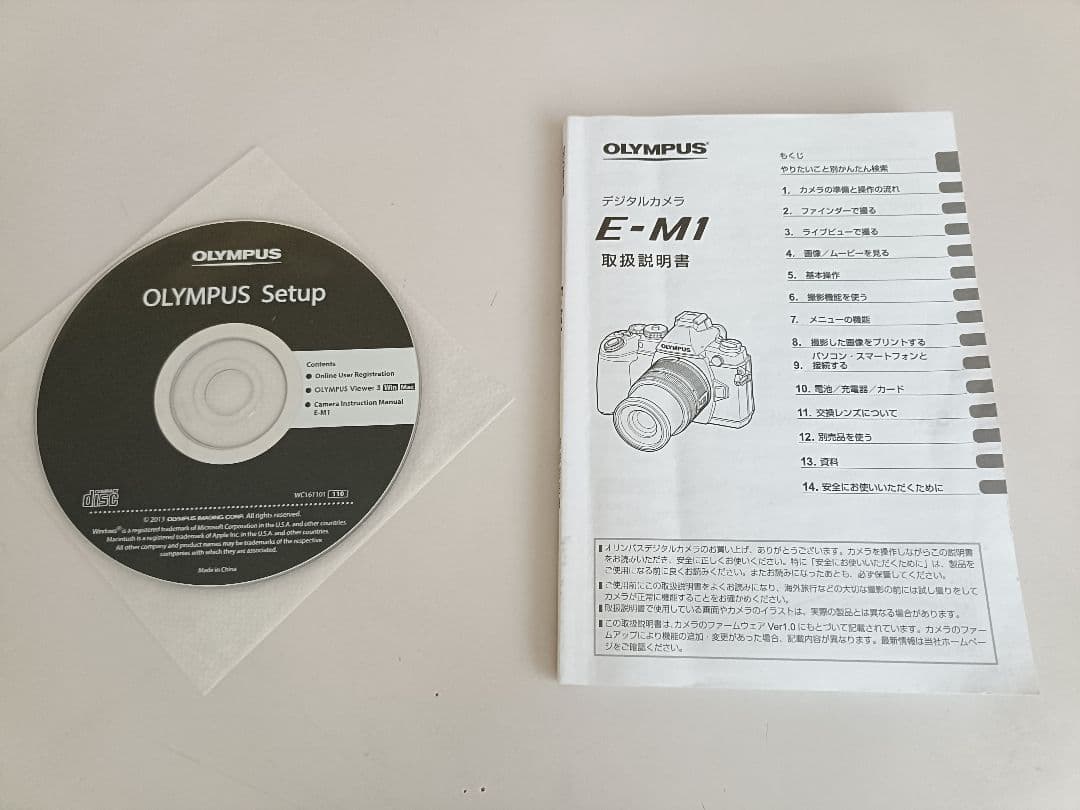 OLYMPUS
OLYMPUS Setup
Contents
● Online User Registration
● OLYMPUS Viewer 3 Win Mac
● Camera Instruction Manual
E-M1
COMPACT
disc
WC161101 110
© 2013 OLYMPUS IMAGING CORP. All rights reserved.
Windows® is a registered trademark of Microsoft Corporation in the U.S.A. and other countries.
Macintosh is a registered trademark of Apple Inc. in the U.S.A. and other countries.
All other company and product names may be trademarks of the respective
companies with which they are associated.
Made in China
OLYMPUS
デジタルカメラ
E-M1
取扱説明書
OLYMPUS
もくじ
やりたいこと別かんたん検索
1. カメラの準備と操作の流れ
2. ファインダーで撮る
3. ライブビューで撮る
4. 画像/ムービーを見る
5. 基本操作
6. 撮影機能を使う
7. メニューの機能
8. 撮影した画像をプリントする
9. パソコン・スマートフォンと
接続する
10. 電池/充電器/カード
11. 交換レンズについて
12. 別売品を使う
13. 資料
14. 安全にお使いいただくために
オリンパスデジタルカメラのお買い上げ、ありがとうございます。カメラを操作しながらこの説明書
をお読みいただき、安全に正しくお使いください。特に「安全にお使いいただくために」は、製品を
ご使用になる前に良くお読みください。またお読みになったあとも、必ず保管してください。
ご使用前にこの取扱説明書をよくお読みになり、海外旅行などの大切な撮影の前には試し撮りをして
カメラが正常に機能することをお確かめください。
取扱説明書で使用している画面やカメラのイラストは、実際の製品とは異なる場合があります。
この取扱説明書は、カメラのファームウェア Ver1.0 にもとづいて記載されています。カメラのファー
ムアップにより機能の追加・変更があった場合、記載内容が異なります。最新情報は当社ホームペー
ジをご確認ください。